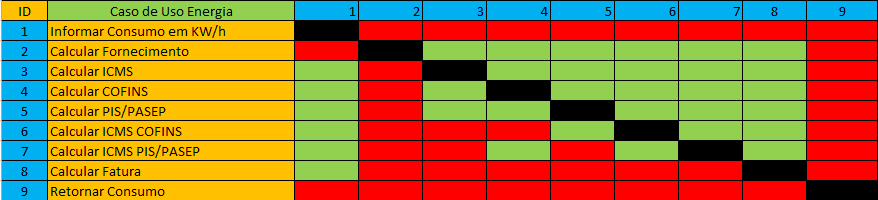 ID Caso de Uso Energia 1 2 3 4 5 6 7 8 9
1 Informar Consumo em KW/h
2 Calcular Fornecimento
3 Calcular ICMS
4 Calcular COFINS
5 Calcular PIS/PASEP
6 Calcular ICMS COFINS
7 Calcular ICMS PIS/PASEP
8 Calcular Fatura
9 Retornar Consumo